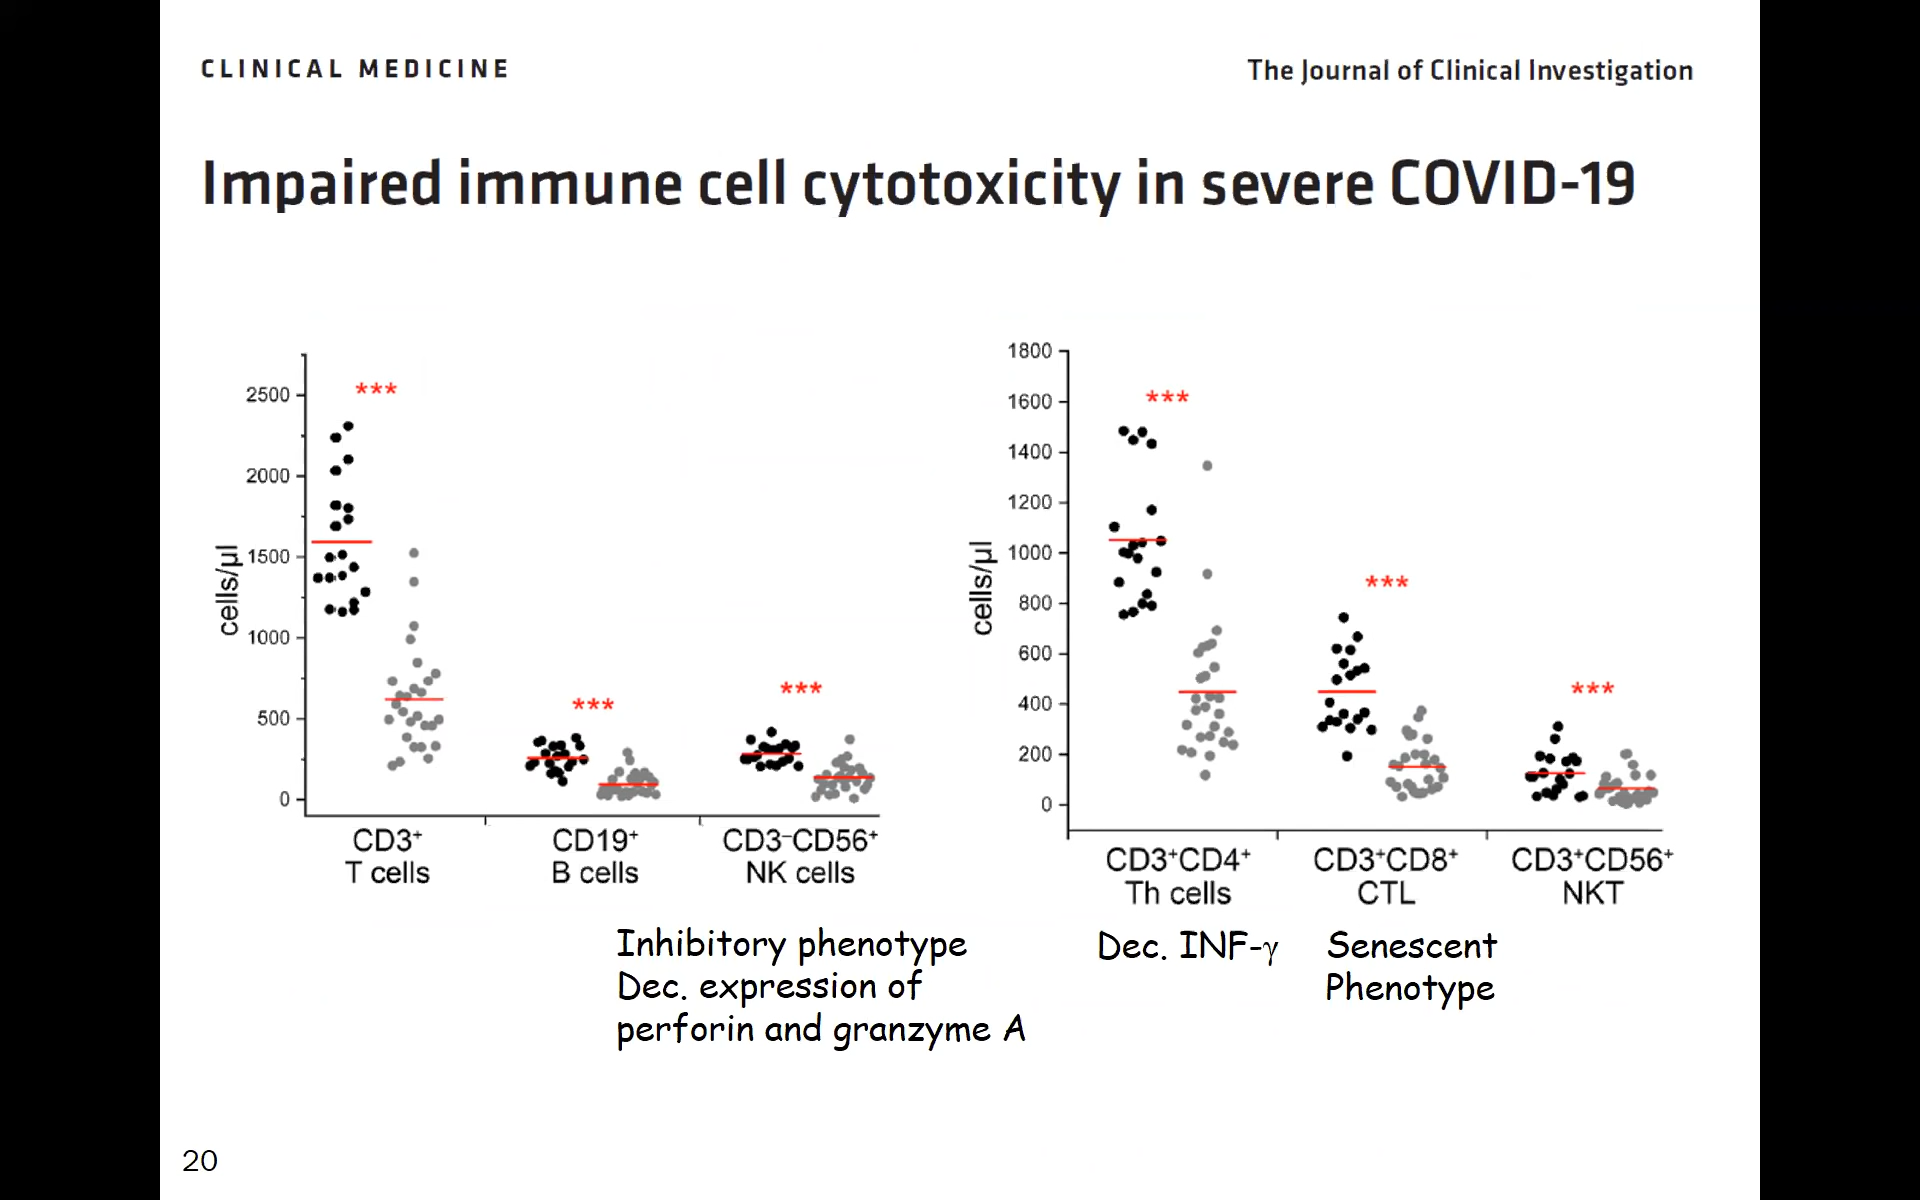 CLINICAL MEDICINE
The Journal of Clinical Investigation
Impaired immune cell cytotoxicity in severe COVID-19
cells/µl
2500
2000
1500
1000
500
0
***
***
***
CD3⁺
T cells
CD19⁺
B cells
CD3⁻CD56⁺
NK cells
cells/µl
1800
1600
1400
1200
1000
800
600
400
200
0
***
***
***
CD3⁺CD4⁺
Th cells
CD3⁺CD8⁺
CTL
CD3⁺CD56⁺
NKT
Inhibitory phenotype
Dec. expression of
perforin and granzyme A
Dec. INF-γ
Senescent
Phenotype
20